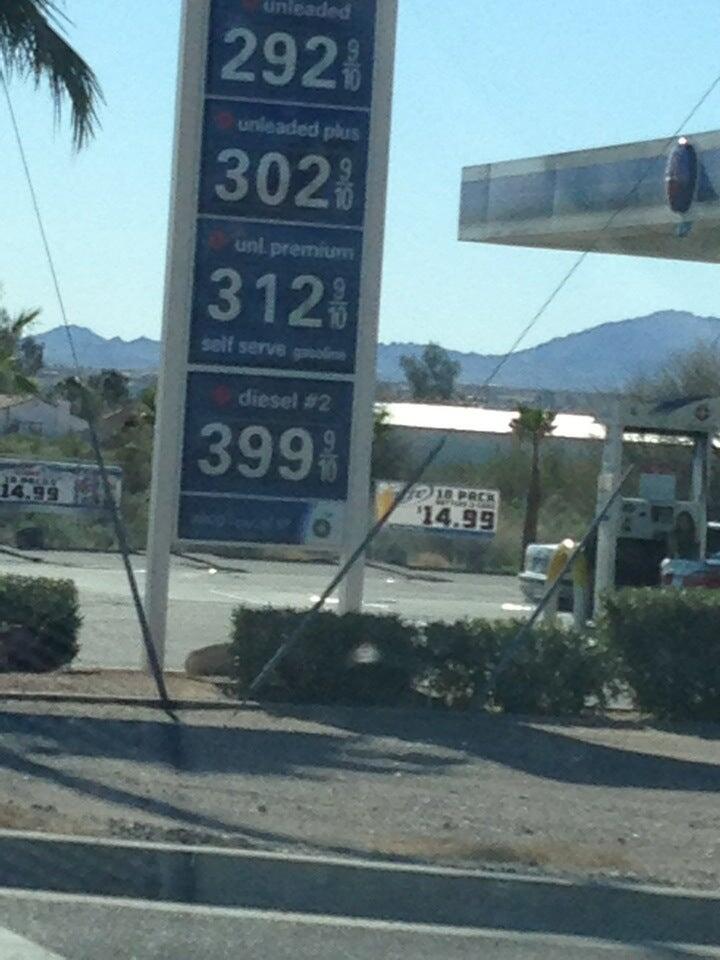 unleaded
292 9/10
unleaded plus
302 9/10
unl. premium
312 9/10
self serve gasoline
diesel #2
399 9/10
14.99
18 PACK
$14.99